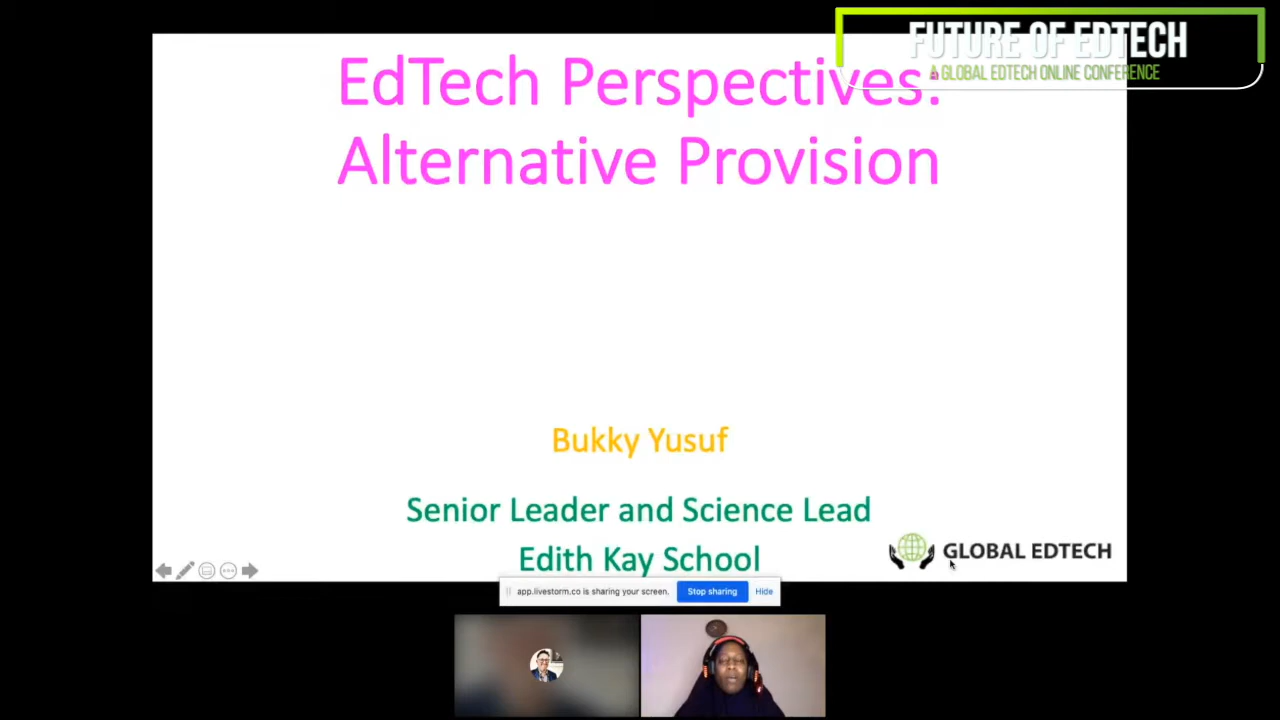 FUTURE OF EDTECH
A GLOBAL EDTECH ONLINE CONFERENCE
EdTech Perspectives:
Alternative Provision
Bukky Yusuf
Senior Leader and Science Lead
Edith Kay School
GLOBAL EDTECH
app.livestorm.co is sharing your screen. Stop sharing Hide